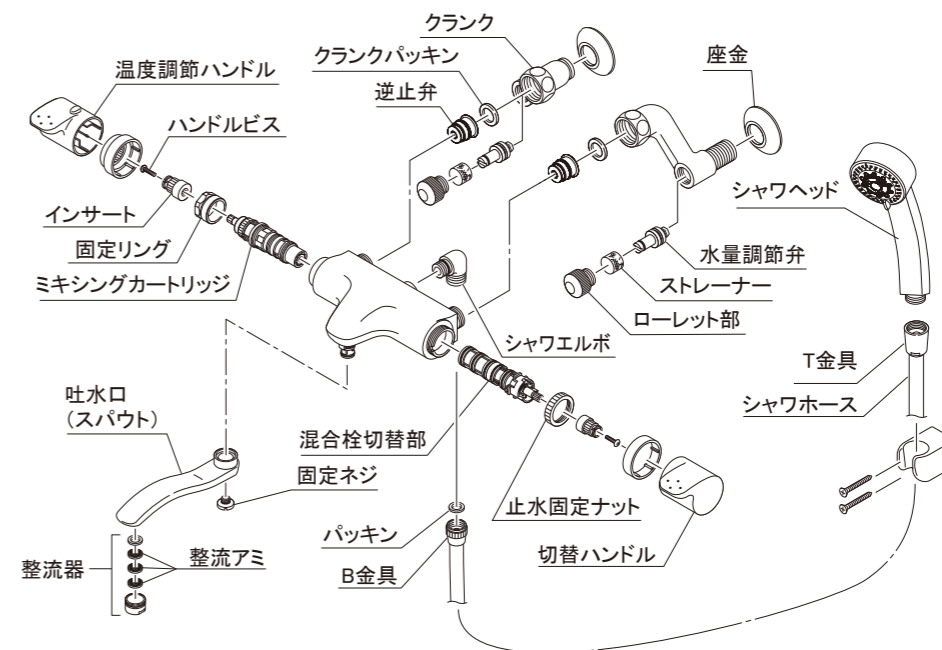 クランク
クランクパッキン
座金
温度調節ハンドル
逆止弁
ハンドルビス
シャワヘッド
インサート
固定リング
水量調節弁
ミキシングカートリッジ
ストレーナー
ローレット部
シャワエルボ
T金具
シャワホース
吐水口
（スパウト）
混合栓切替部
固定ネジ
止水固定ナット
パッキン
切替ハンドル
整流アミ
整流器
B金具